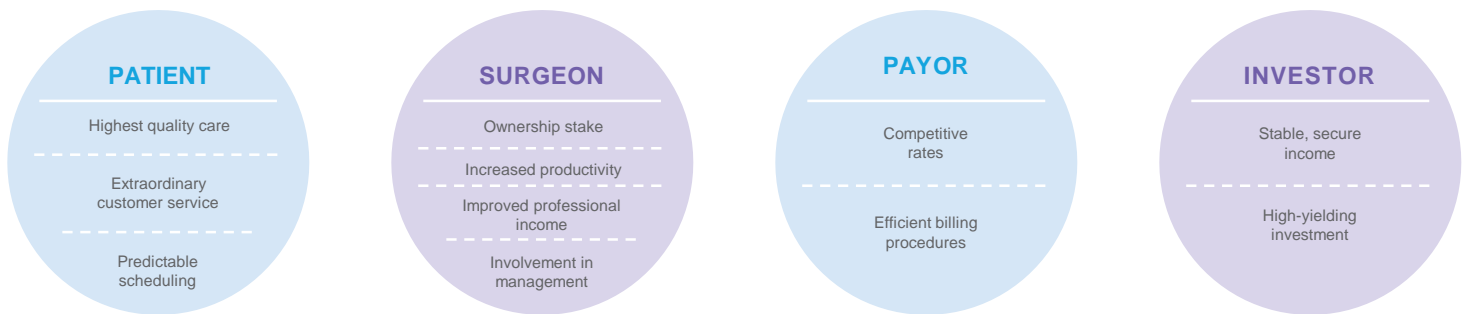 PATIENT
Highest quality care
Extraordinary
customer service
Predictable
scheduling
SURGEON
Ownership stake
Increased productivity
Improved professional
income
Involvement in
management
PAYOR
Competitive
rates
Efficient billing
procedures
INVESTOR
Stable, secure
income
High-yielding
investment